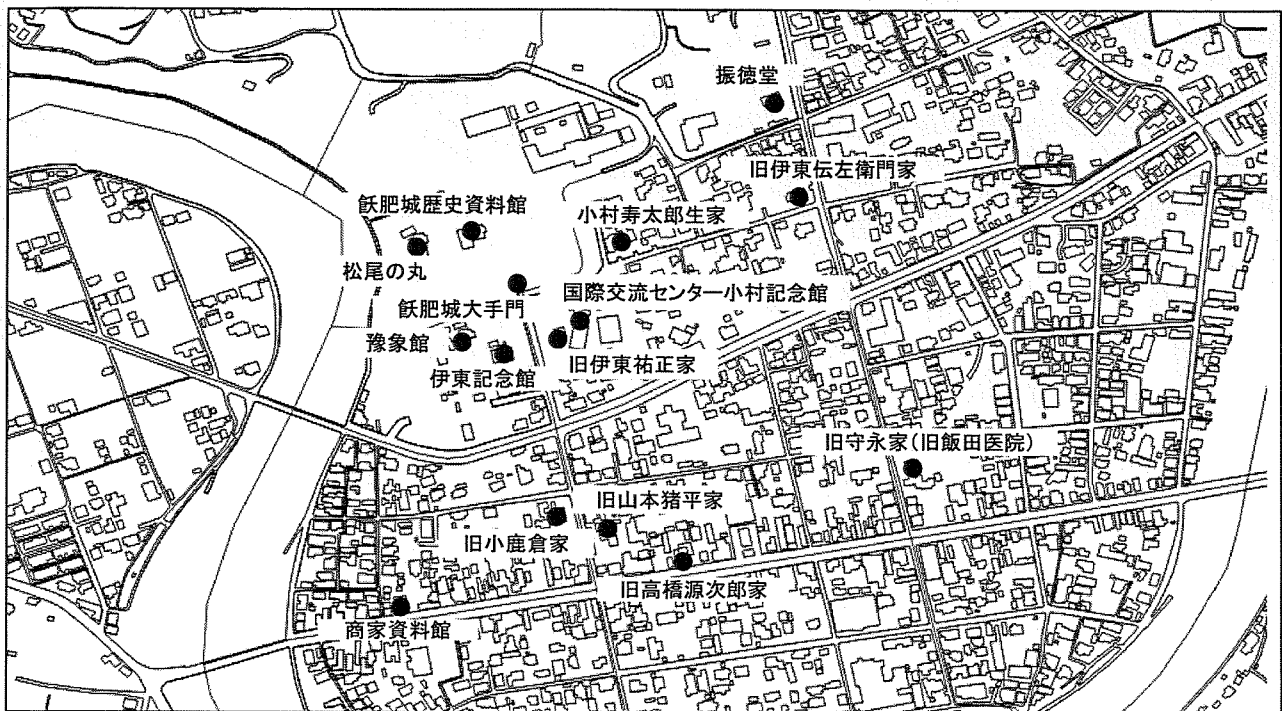 振徳堂
旧伊東伝左衛門家
飫肥城歴史資料館
小村寿太郎生家
松尾の丸
国際交流センター小村記念館
飫肥城大手門
豫象館
旧伊東祐正家
伊東記念館
旧守永家(旧飯田医院)
旧山本猪平家
旧小鹿倉家
旧高橋源次郎家
商家資料館